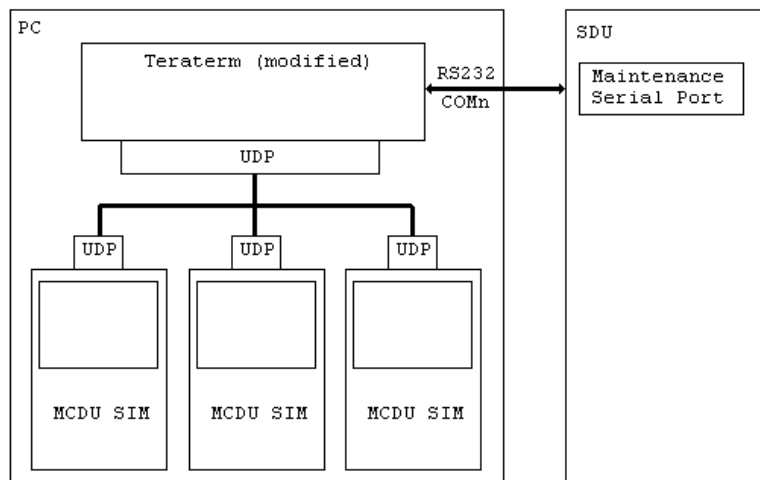 PC
SDU
Teraterm (modified)
RS232
COMn
Maintenance
Serial Port
UDP
UDP
UDP
UDP
MCDU SIM
MCDU SIM
MCDU SIM